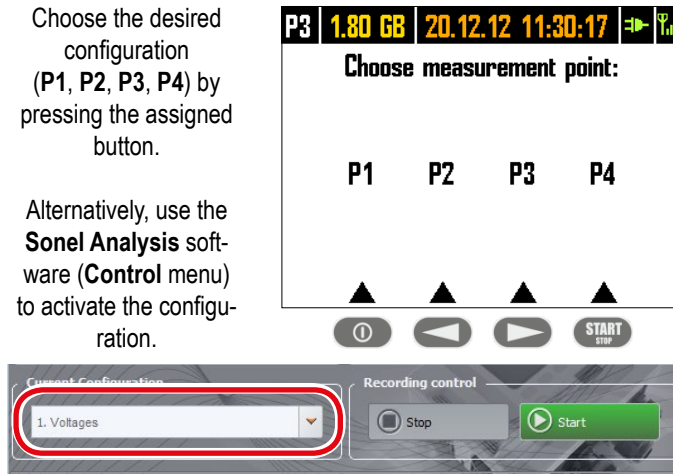 Choose the desired
configuration
(P1, P2, P3, P4) by
pressing the assigned
button.
Alternatively, use the
Sonel Analysis soft-
ware (Control menu)
to activate the configu-
ration.
P3 1.80 GB 20.12.12 11:30:17
Choose measurement point:
P1 P2 P3 P4
START
STOP
Current Configuration
1. Voltages
Recording control
Stop Start